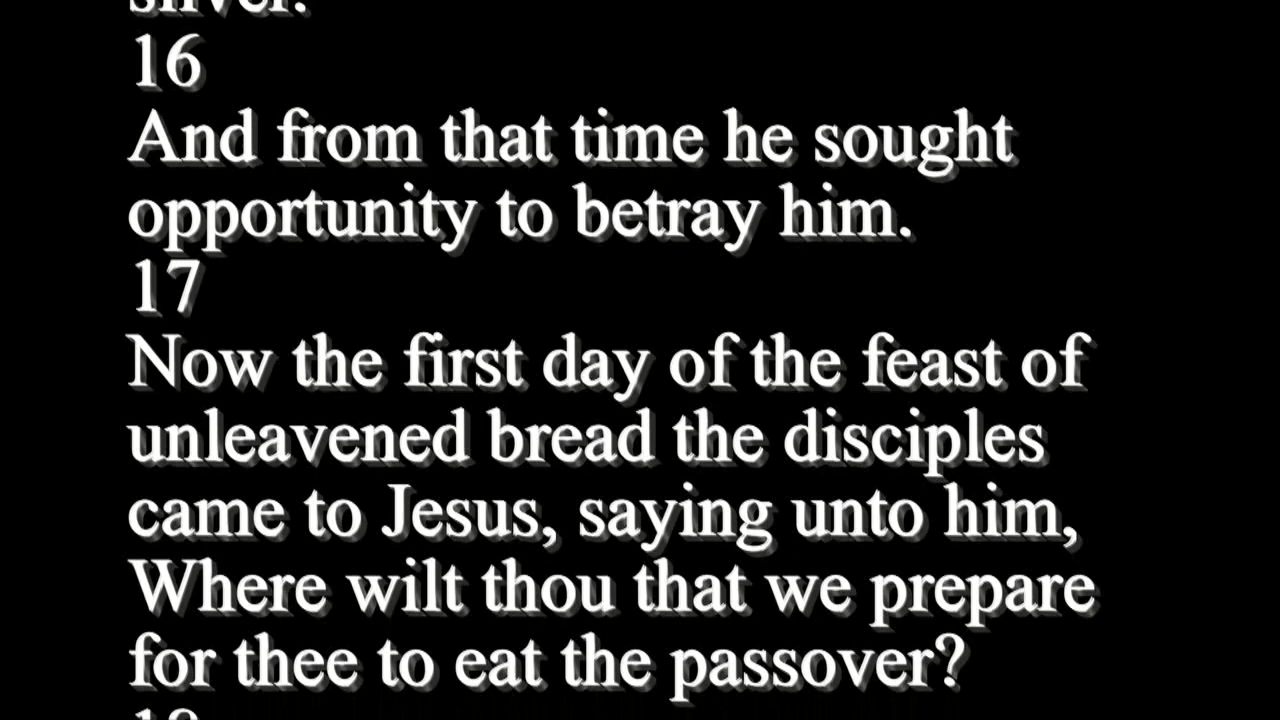 silver.
16
And from that time he sought
opportunity to betray him.
17
Now the first day of the feast of
unleavened bread the disciples
came to Jesus, saying unto him,
Where wilt thou that we prepare
for thee to eat the passover?
18